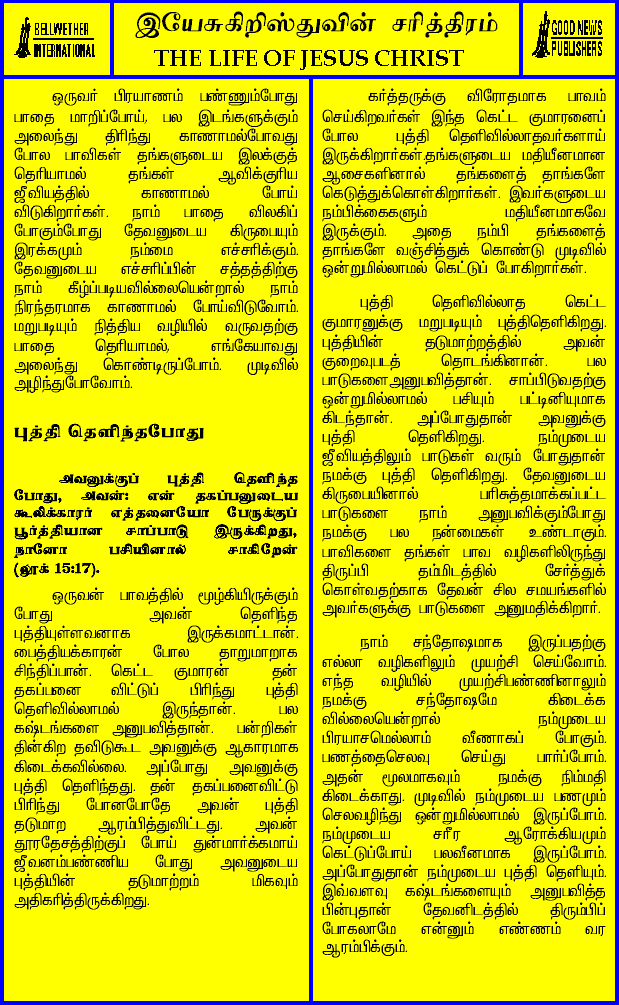 BELLWETHER
INTERNATIONAL
இயேசுகிறிஸ்துவின் சரித்திரம்
THE LIFE OF JESUS CHRIST
GOOD NEWS
PUBLISHERS
ஒருவர் பிரயாணம் பண்ணும்போது
பாதை மாறிப்போய், பல இடங்களுக்கும்
அலைந்து திரிந்து காணாமல்போவது
போல பாவிகள் தங்களுடைய இலக்குத்
தெரியாமல் தங்கள் ஆவிக்குரிய
ஜீவியத்தில் காணாமல் போய்
விடுகிறார்கள். நாம் பாதை விலகிப்
போகும்போது தேவனுடைய கிருபையும்
இரக்கமும் நம்மை எச்சரிக்கும்.
தேவனுடைய எச்சரிப்பின் சத்தத்திற்கு
நாம் கீழ்ப்படியவில்லையென்றால் நாம்
நிரந்தரமாக காணாமல் போய்விடுவோம்.
மறுபடியும் நித்திய வழியில் வருவதற்கு
பாதை தெரியாமல், எங்கேயாவது
அலைந்து கொண்டிருப்போம். முடிவில்
அழிந்துபோவோம்.
புத்தி தெளிந்தபோது
அவனுக்குப் புத்தி தெளிந்த
போது, அவன்: என் தகப்பனுடைய
கூலிக்காரர் எத்தனையோ பேருக்குப்
பூர்த்தியான சாப்பாடு இருக்கிறது,
நானோ பசியினால் சாகிறேன்
(லூக் 15:17).
ஒருவன் பாவத்தில் மூழ்கியிருக்கும்
போது அவன் தெளிந்த
புத்தியுள்ளவனாக இருக்கமாட்டான்.
பைத்தியக்காரன் போல தாறுமாறாக
சிந்திப்பான். கெட்ட குமாரன் தன்
தகப்பனை விட்டுப் பிரிந்து புத்தி
தெளிவில்லாமல் இருந்தான். பல
கஷ்டங்களை அனுபவித்தான். பன்றிகள்
தின்கிற தவிடுகூட அவனுக்கு ஆகாரமாக
கிடைக்கவில்லை. அப்போது அவனுக்கு
புத்தி தெளிந்தது. தன் தகப்பனைவிட்டு
பிரிந்து போனபோதே அவன் புத்தி
தடுமாற ஆரம்பித்துவிட்டது. அவன்
தூரதேசத்திற்குப் போய் துன்மார்க்கமாய்
ஜீவனம்பண்ணிய போது அவனுடைய
புத்தியின் தடுமாற்றம் மிகவும்
அதிகரித்திருக்கிறது.
கர்த்தருக்கு விரோதமாக பாவம்
செய்கிறவர்கள் இந்த கெட்ட குமாரனைப்
போல புத்தி தெளிவில்லாதவர்களாய்
இருக்கிறார்கள்.தங்களுடைய மதியீனமான
ஆசைகளினால் தங்களைத் தாங்களே
கெடுத்துக்கொள்கிறார்கள். இவர்களுடைய
நம்பிக்கைகளும் மதியீனமாகவே
இருக்கும். அதை நம்பி தங்களைத்
தாங்களே வஞ்சித்துக் கொண்டு முடிவில்
ஒன்றுமில்லாமல் கெட்டுப் போகிறார்கள்.
புத்தி தெளிவில்லாத கெட்ட
குமாரனுக்கு மறுபடியும் புத்திதெளிகிறது.
புத்தியின் தடுமாற்றத்தில் அவன்
குறைவுபடத் தொடங்கினான். பல
பாடுகளைஅனுபவித்தான். சாப்பிடுவதற்கு
ஒன்றுமில்லாமல் பசியும் பட்டினியுமாக
கிடந்தான். அப்போதுதான் அவனுக்கு
புத்தி தெளிகிறது. நம்முடைய
ஜீவியத்திலும் பாடுகள் வரும் போதுதான்
நமக்கு புத்தி தெளிகிறது. தேவனுடைய
கிருபையினால் பரிசுத்தமாக்கப்பட்ட
பாடுகளை நாம் அனுபவிக்கும்போது
நமக்கு பல நன்மைகள் உண்டாகும்.
பாவிகளை தங்கள் பாவ வழிகளிலிருந்து
திருப்பி தம்மிடத்தில் சேர்த்துக்
கொள்வதற்காக தேவன் சில சமயங்களில்
அவர்களுக்கு பாடுகளை அனுமதிக்கிறார்.
நாம் சந்தோஷமாக இருப்பதற்கு
எல்லா வழிகளிலும் முயற்சி செய்வோம்.
எந்த வழியில் முயற்சிபண்ணினாலும்
நமக்கு சந்தோஷமே கிடைக்க
வில்லையென்றால் நம்முடைய
பிரயாசமெல்லாம் வீணாகப் போகும்.
பணத்தைசெலவு செய்து பார்ப்போம்.
அதன் மூலமாகவும் நமக்கு நிம்மதி
கிடைக்காது. முடிவில் நம்முடைய பணமும்
செலவழிந்து ஒன்றுமில்லாமல் இருப்போம்.
நம்முடைய சரீர ஆரோக்கியமும்
கெட்டுப்போய் பலவீனமாக இருப்போம்.
அப்போதுதான் நம்முடைய புத்தி தெளியும்.
இவ்வளவு கஷ்டங்களையும் அனுபவித்த
பின்புதான் தேவனிடத்தில் திரும்பிப்
போகலாமே என்னும் எண்ணம் வர
ஆரம்பிக்கும்.